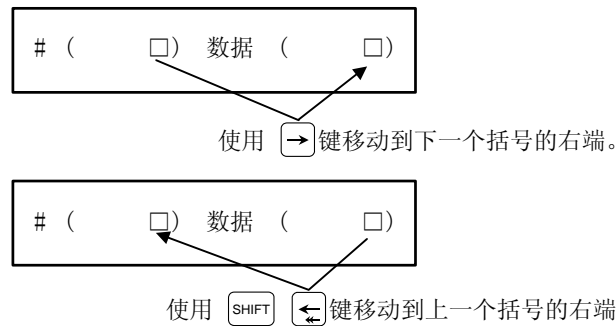 # ( □) 数据 ( □)
使用 → 键移动到下一个括号的右端。
# ( □) 数据 ( □)
使用 SHIFT ← 键移动到上一个括号的右端